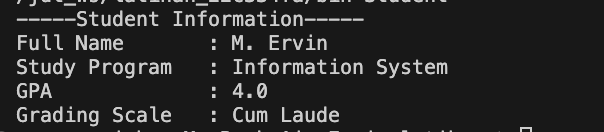 -----Student Information-----
Full Name      : M. Ervin
Study Program  : Information System
GPA            : 4.0
Grading Scale  : Cum Laude